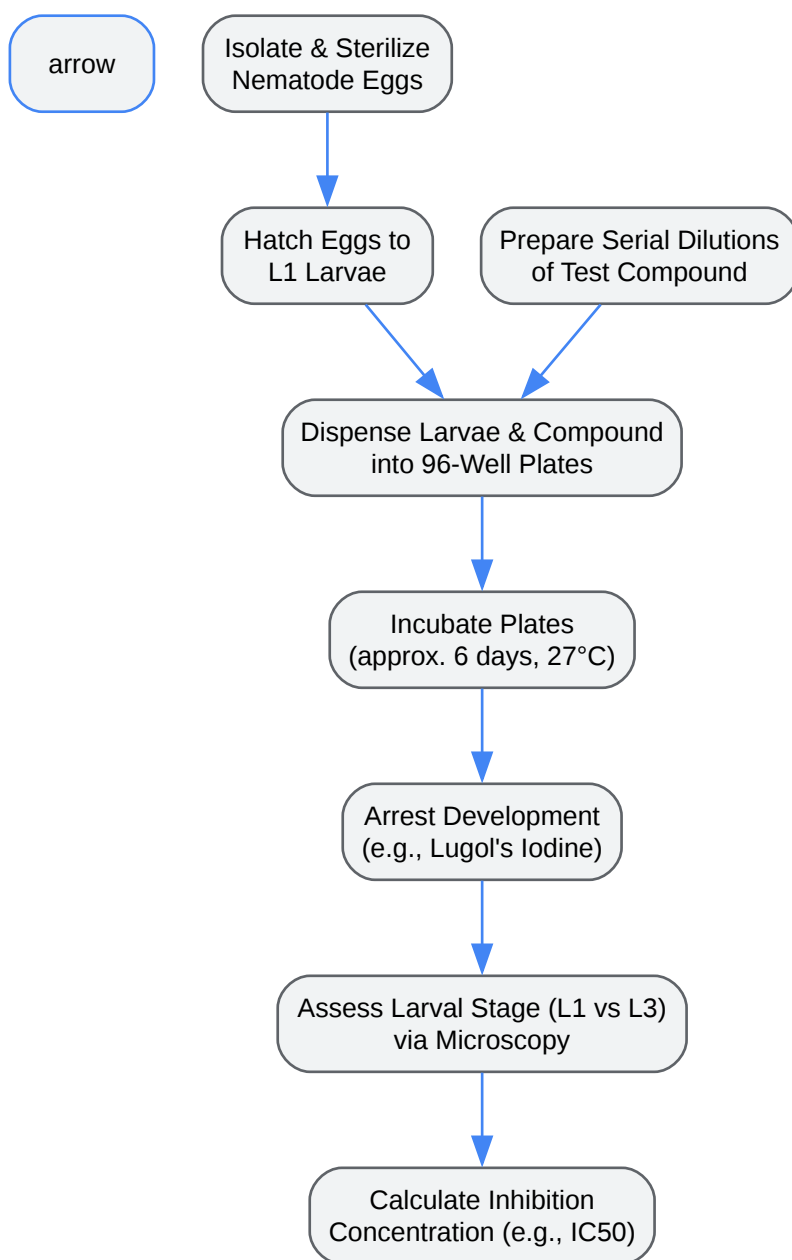 arrow
Isolate & Sterilize
Nematode Eggs
Hatch Eggs to
L1 Larvae
Prepare Serial Dilutions
of Test Compound
Dispense Larvae & Compound
into 96-Well Plates
Incubate Plates
(approx. 6 days, 27°C)
Arrest Development
(e.g., Lugol's Iodine)
Assess Larval Stage (L1 vs L3)
via Microscopy
Calculate Inhibition
Concentration (e.g., IC50)